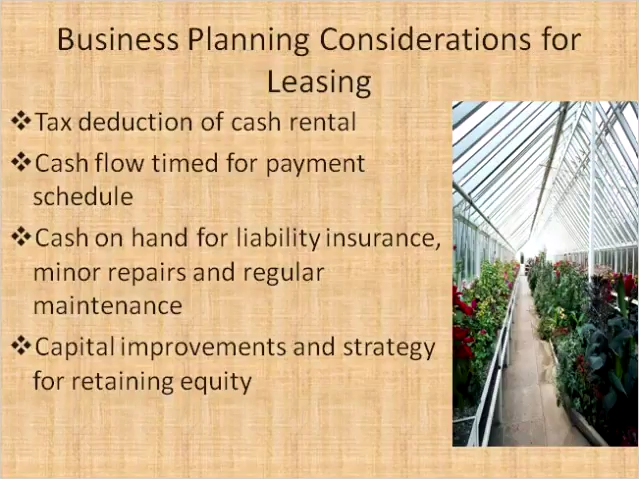 Business Planning Considerations for
Leasing
❖Tax deduction of cash rental
❖Cash flow timed for payment
schedule
❖Cash on hand for liability insurance,
minor repairs and regular
maintenance
❖Capital improvements and strategy
for retaining equity